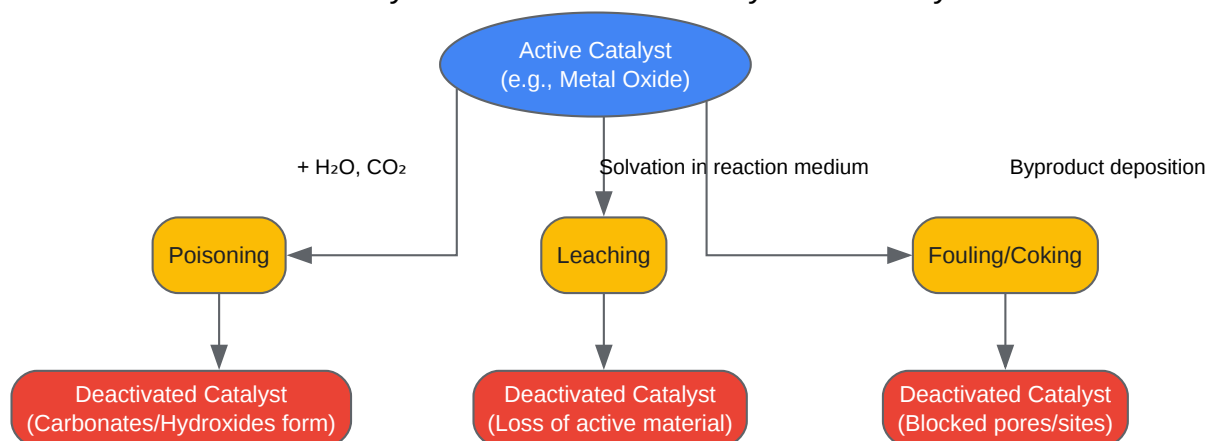 Active Catalyst
(e.g., Metal Oxide)
+ H₂O, CO₂
Solvation in reaction medium
Byproduct deposition
Poisoning
Leaching
Fouling/Coking
Deactivated Catalyst
(Carbonates/Hydroxides form)
Deactivated Catalyst
(Loss of active material)
Deactivated Catalyst
(Blocked pores/sites)